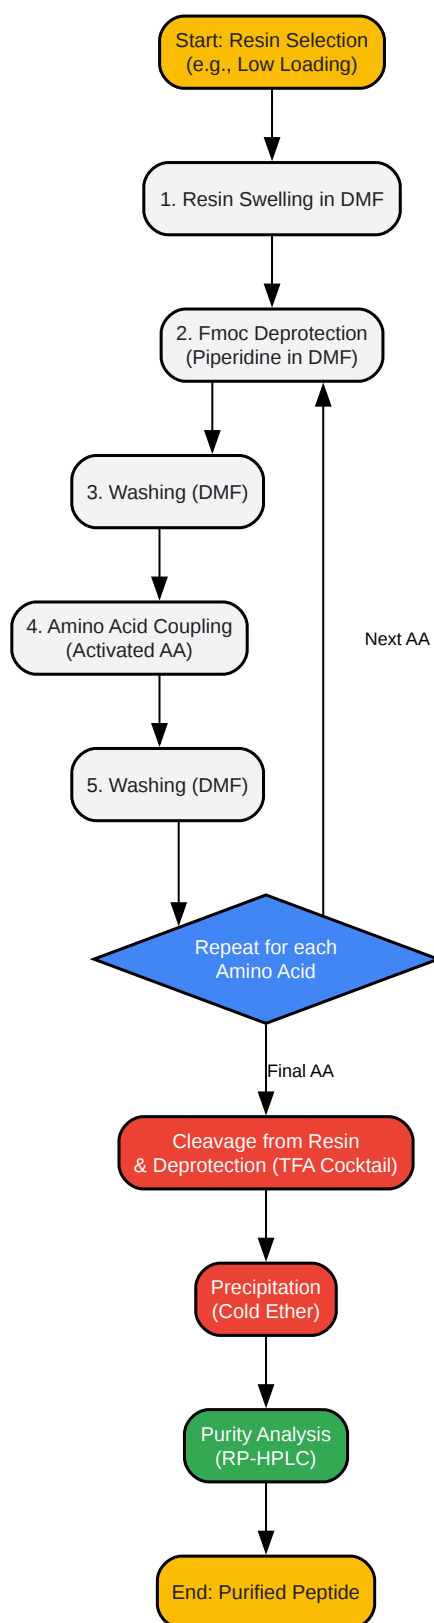 Start: Resin Selection
(e.g., Low Loading)
1. Resin Swelling in DMF
2. Fmoc Deprotection
(Piperidine in DMF)
3. Washing (DMF)
4. Amino Acid Coupling
(Activated AA)
Next AA
5. Washing (DMF)
Repeat for each
Amino Acid
Final AA
Cleavage from Resin
& Deprotection (TFA Cocktail)
Precipitation
(Cold Ether)
Purity Analysis
(RP-HPLC)
End: Purified Peptide